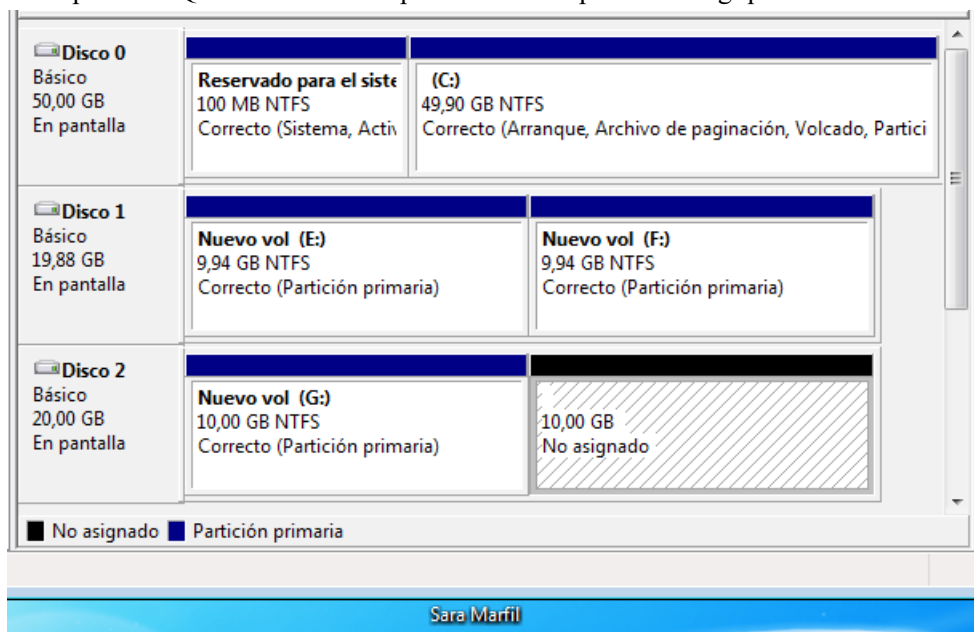 Disco 0
Básico
50,00 GB
En pantalla
Reservado para el siste
100 MB NTFS
Correcto (Sistema, Activ
(C:)
49,90 GB NTFS
Correcto (Arranque, Archivo de paginación, Volcado, Partici
Disco 1
Básico
19,88 GB
En pantalla
Nuevo vol (E:)
9,94 GB NTFS
Correcto (Partición primaria)
Nuevo vol (F:)
9,94 GB NTFS
Correcto (Partición primaria)
Disco 2
Básico
20,00 GB
En pantalla
Nuevo vol (G:)
10,00 GB NTFS
Correcto (Partición primaria)
10,00 GB
No asignado
No asignado Partición primaria
Sara Marfil